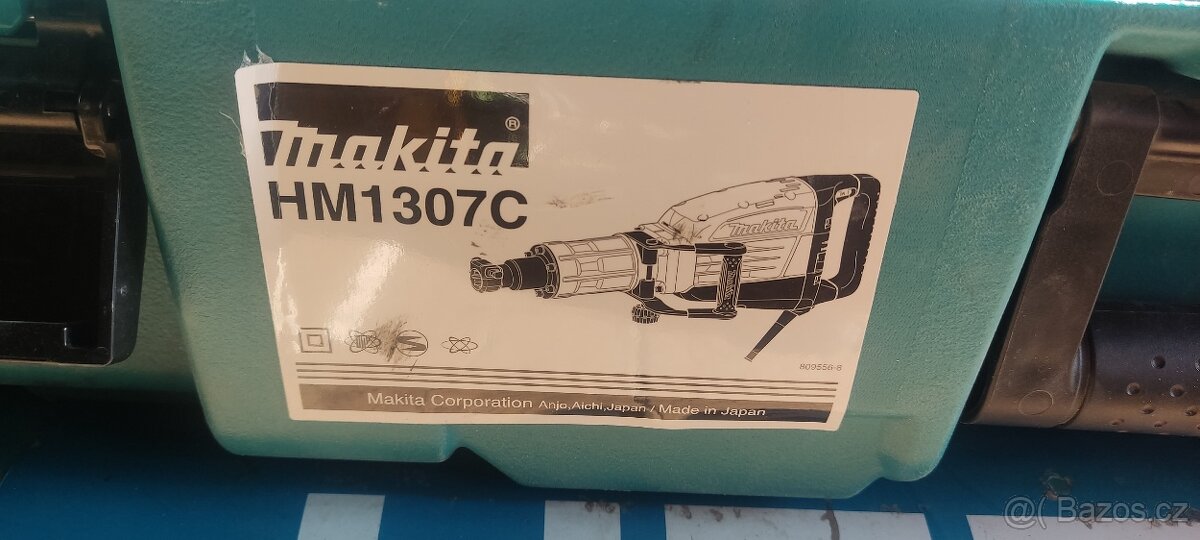 makita®
HM1307C
makita
809556-8
Makita Corporation Anjo,Aichi,Japan / Made in Japan
@( Bazos.cz